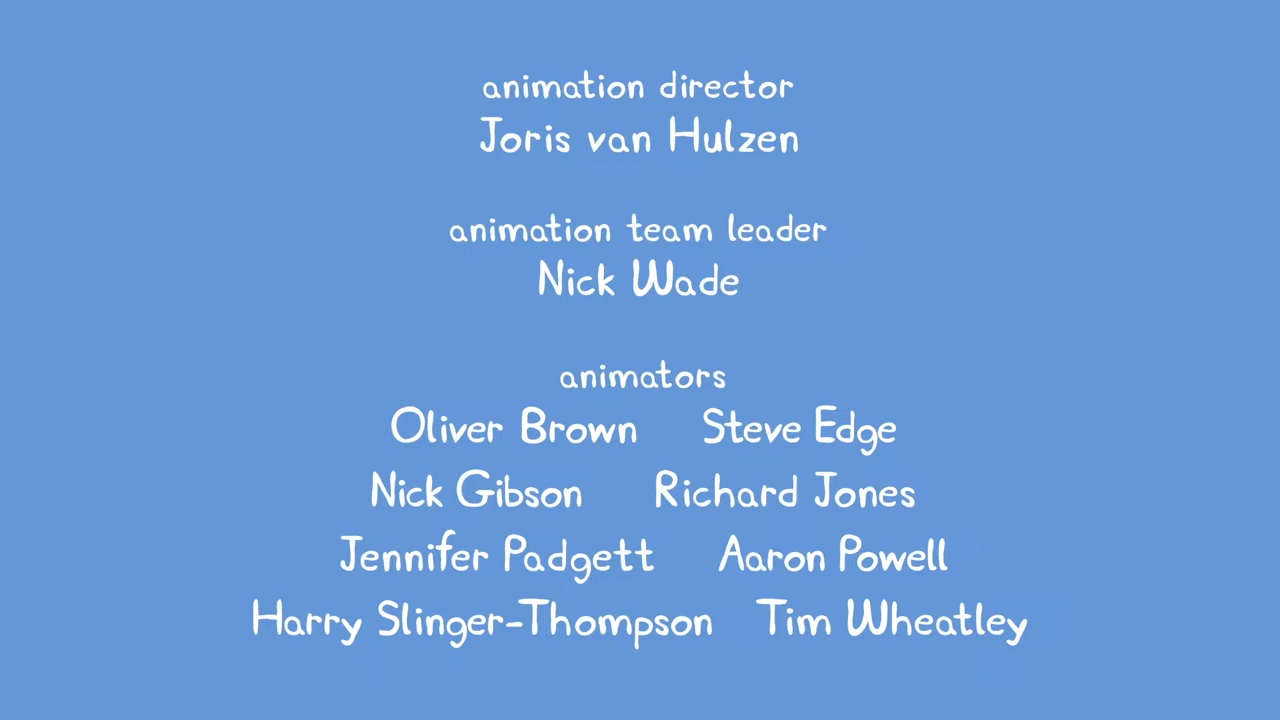 animation director
Joris van Hulzen
animation team leader
Nick Wade
animators
Oliver Brown Steve Edge
Nick Gibson Richard Jones
Jennifer Padgett Aaron Powell
Harry Slinger-Thompson Tim Wheatley